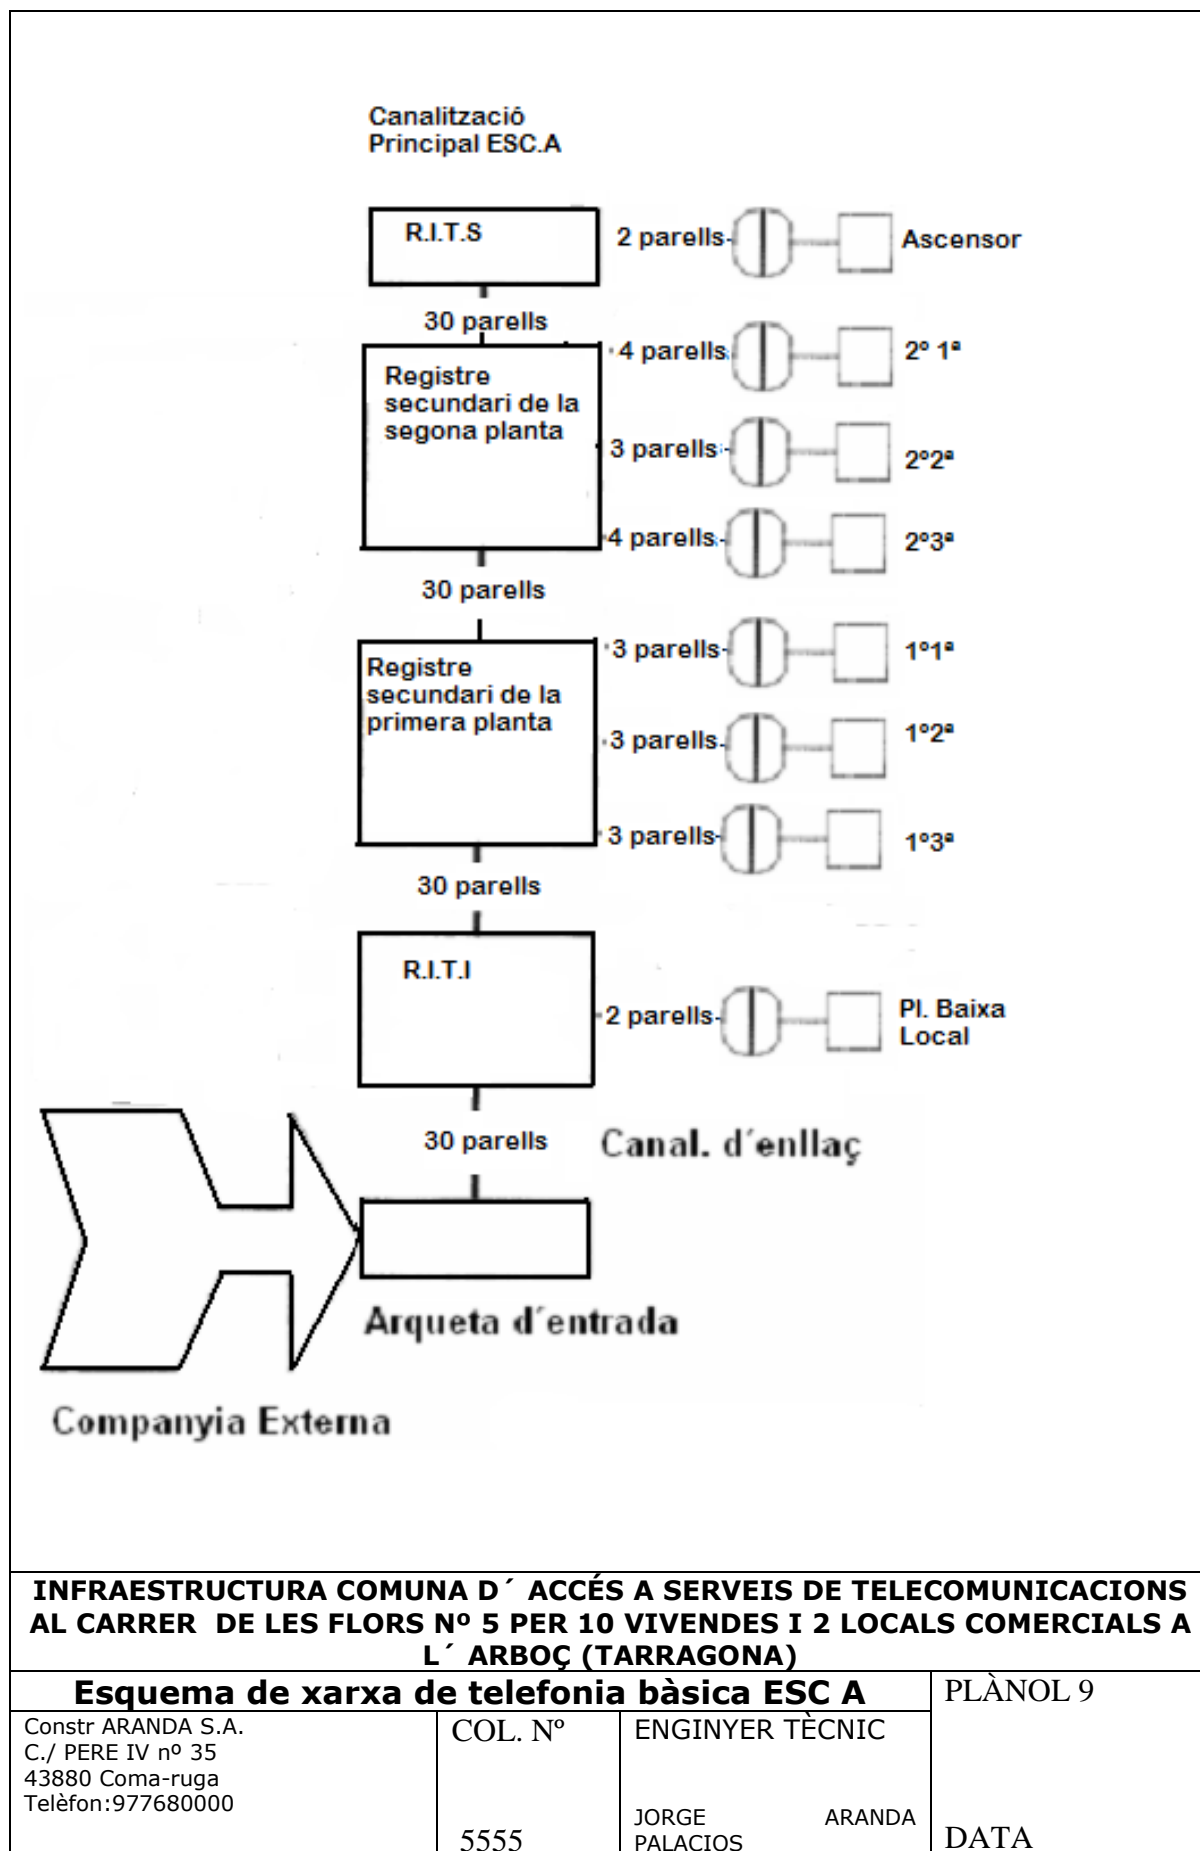 Canalització
Principal ESC.A
R.I.T.S
2 parells
Ascensor
30 parells
Registre
secundari de la
segona planta
4 parells
2º 1ª
3 parells
2º2ª
4 parells
2º3ª
30 parells
Registre
secundari de la
primera planta
3 parells
1º1ª
3 parells
1º2ª
3 parells
1º3ª
30 parells
R.I.T.I
2 parells
Pl. Baixa
Local
30 parells
Canal. d´enllaç
Arqueta d´entrada
Companyia Externa
INFRAESTRUCTURA COMUNA D´ ACCÉS A SERVEIS DE TELECOMUNICACIONS
AL CARRER DE LES FLORS Nº 5 PER 10 VIVENDES I 2 LOCALS COMERCIALS A
L´ ARBOÇ (TARRAGONA)
Esquema de xarxa de telefonia bàsica ESC A
PLÀNOL 9
Constr ARANDA S.A.
C./ PERE IV nº 35
43880 Coma-ruga
Telèfon:977680000
COL. Nº
5555
ENGINYER TÈCNIC
JORGE ARANDA
PALACIOS
DATA